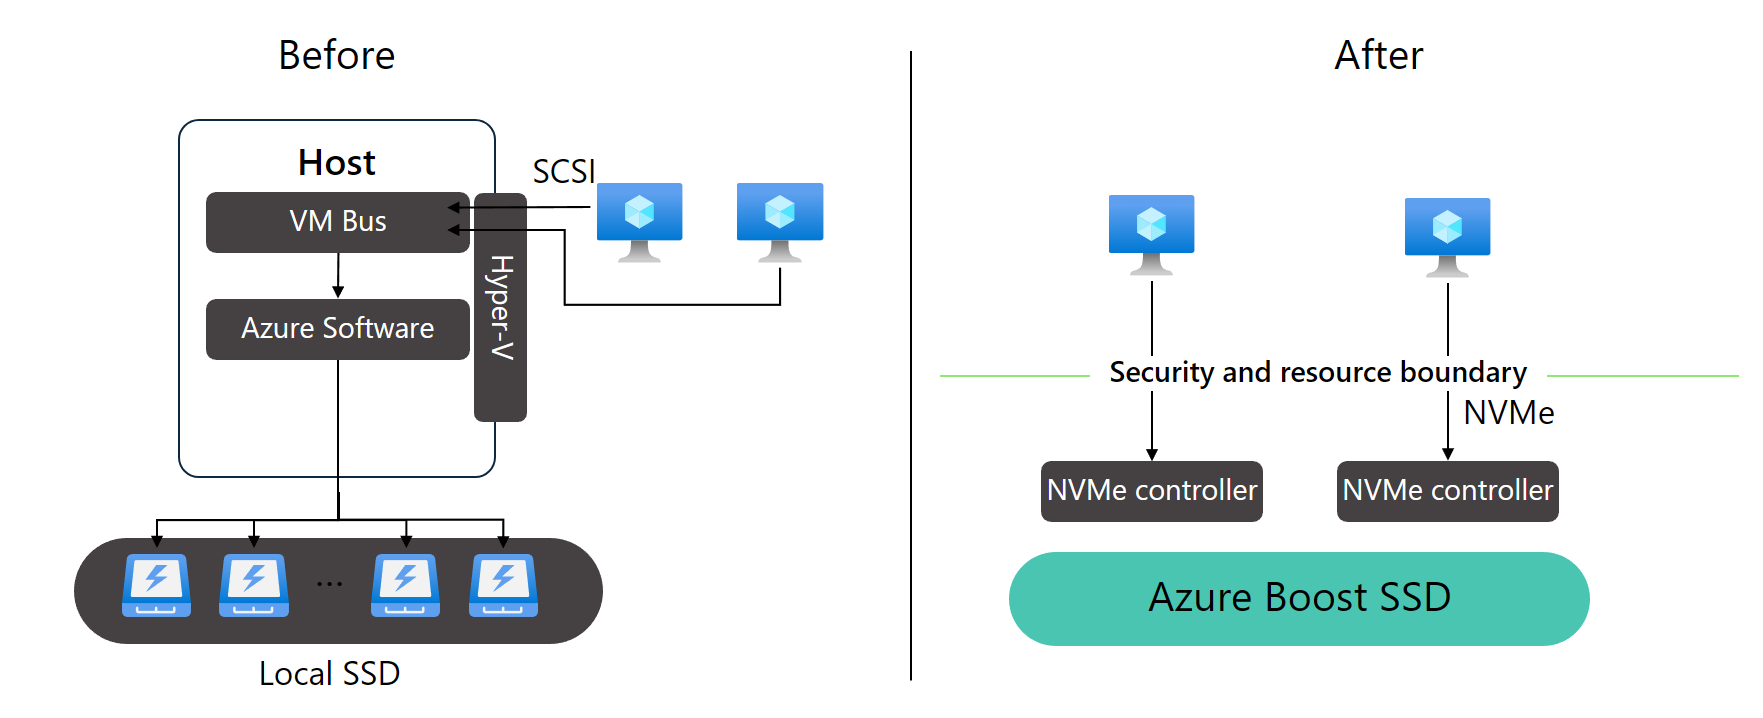 Before
Host
SCSI
VM Bus
Hyper-V
Azure Software
...
Local SSD
After
Security and resource boundary
NVMe
NVMe controller
NVMe controller
Azure Boost SSD